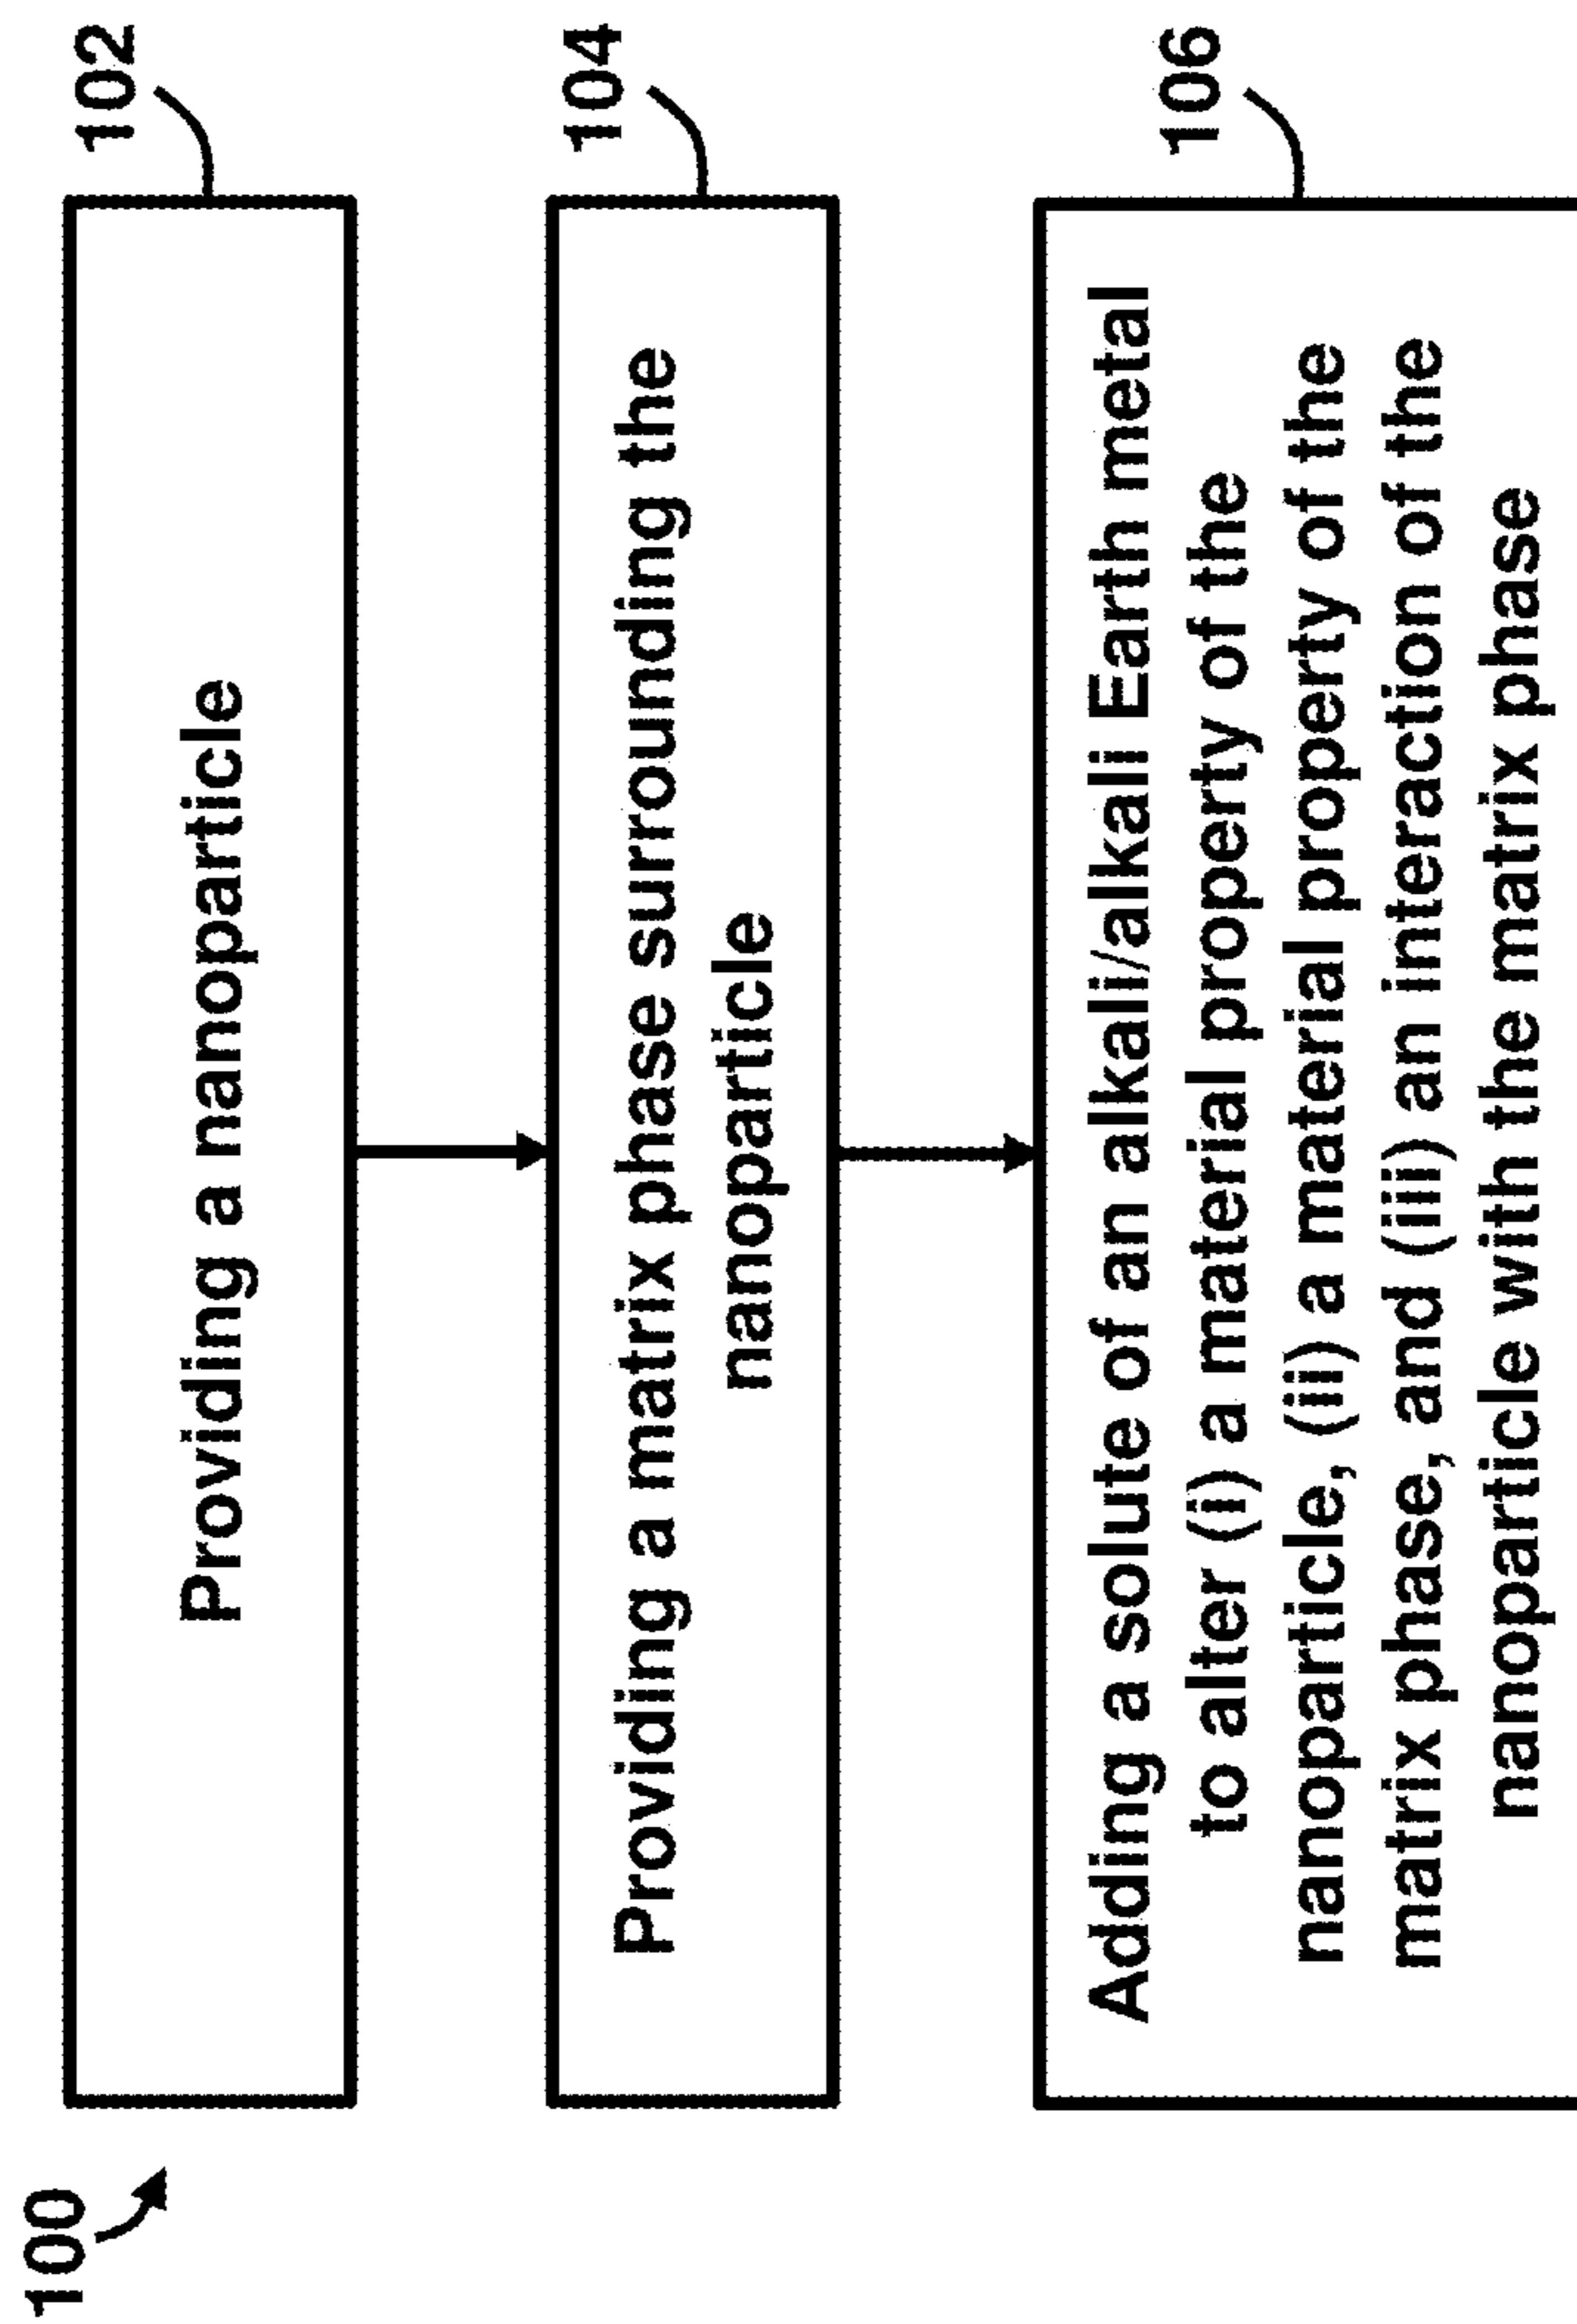 100
102
Providing a nanoparticle
104
Providing a matrix phase surrounding the
nanoparticle
106
Adding a solute of an alkali/alkali Earth metal
to alter (i) a material property of the
nanoparticle, (ii) a material property of the
matrix phase, and (iii) an interaction of the
nanoparticle with the matrix phase